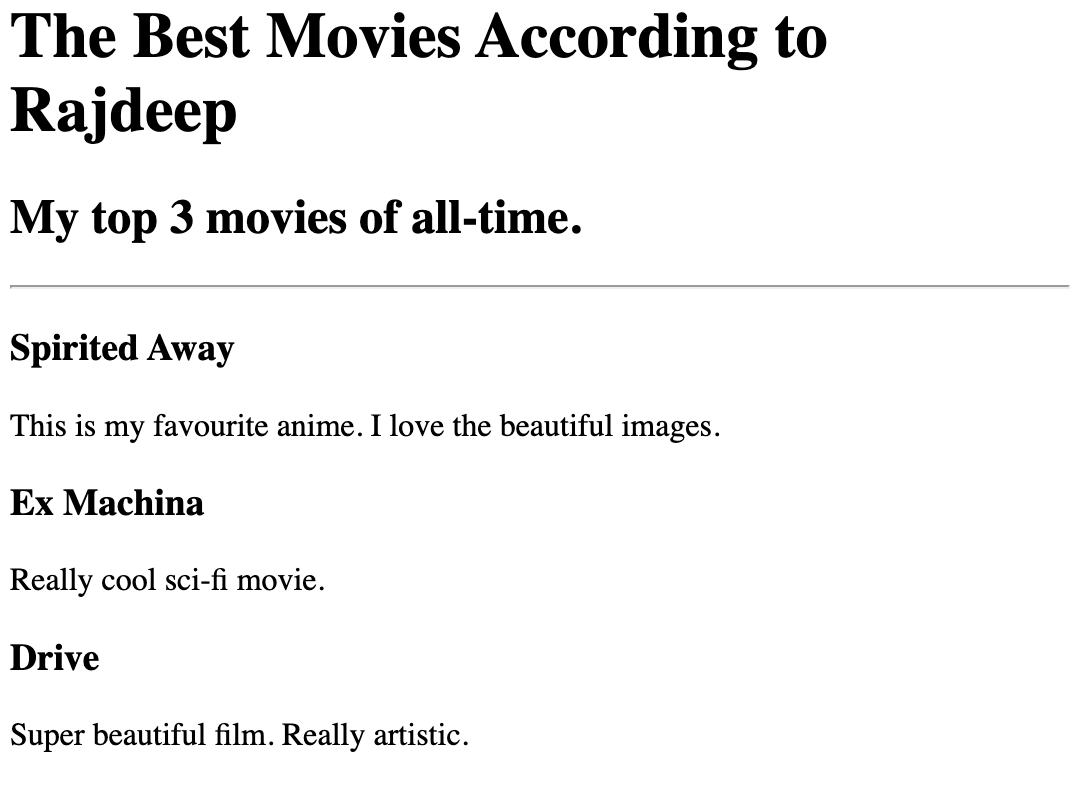 The Best Movies According to
Rajdeep
My top 3 movies of all-time.
Spirited Away
This is my favourite anime. I love the beautiful images.
Ex Machina
Really cool sci-fi movie.
Drive
Super beautiful film. Really artistic.